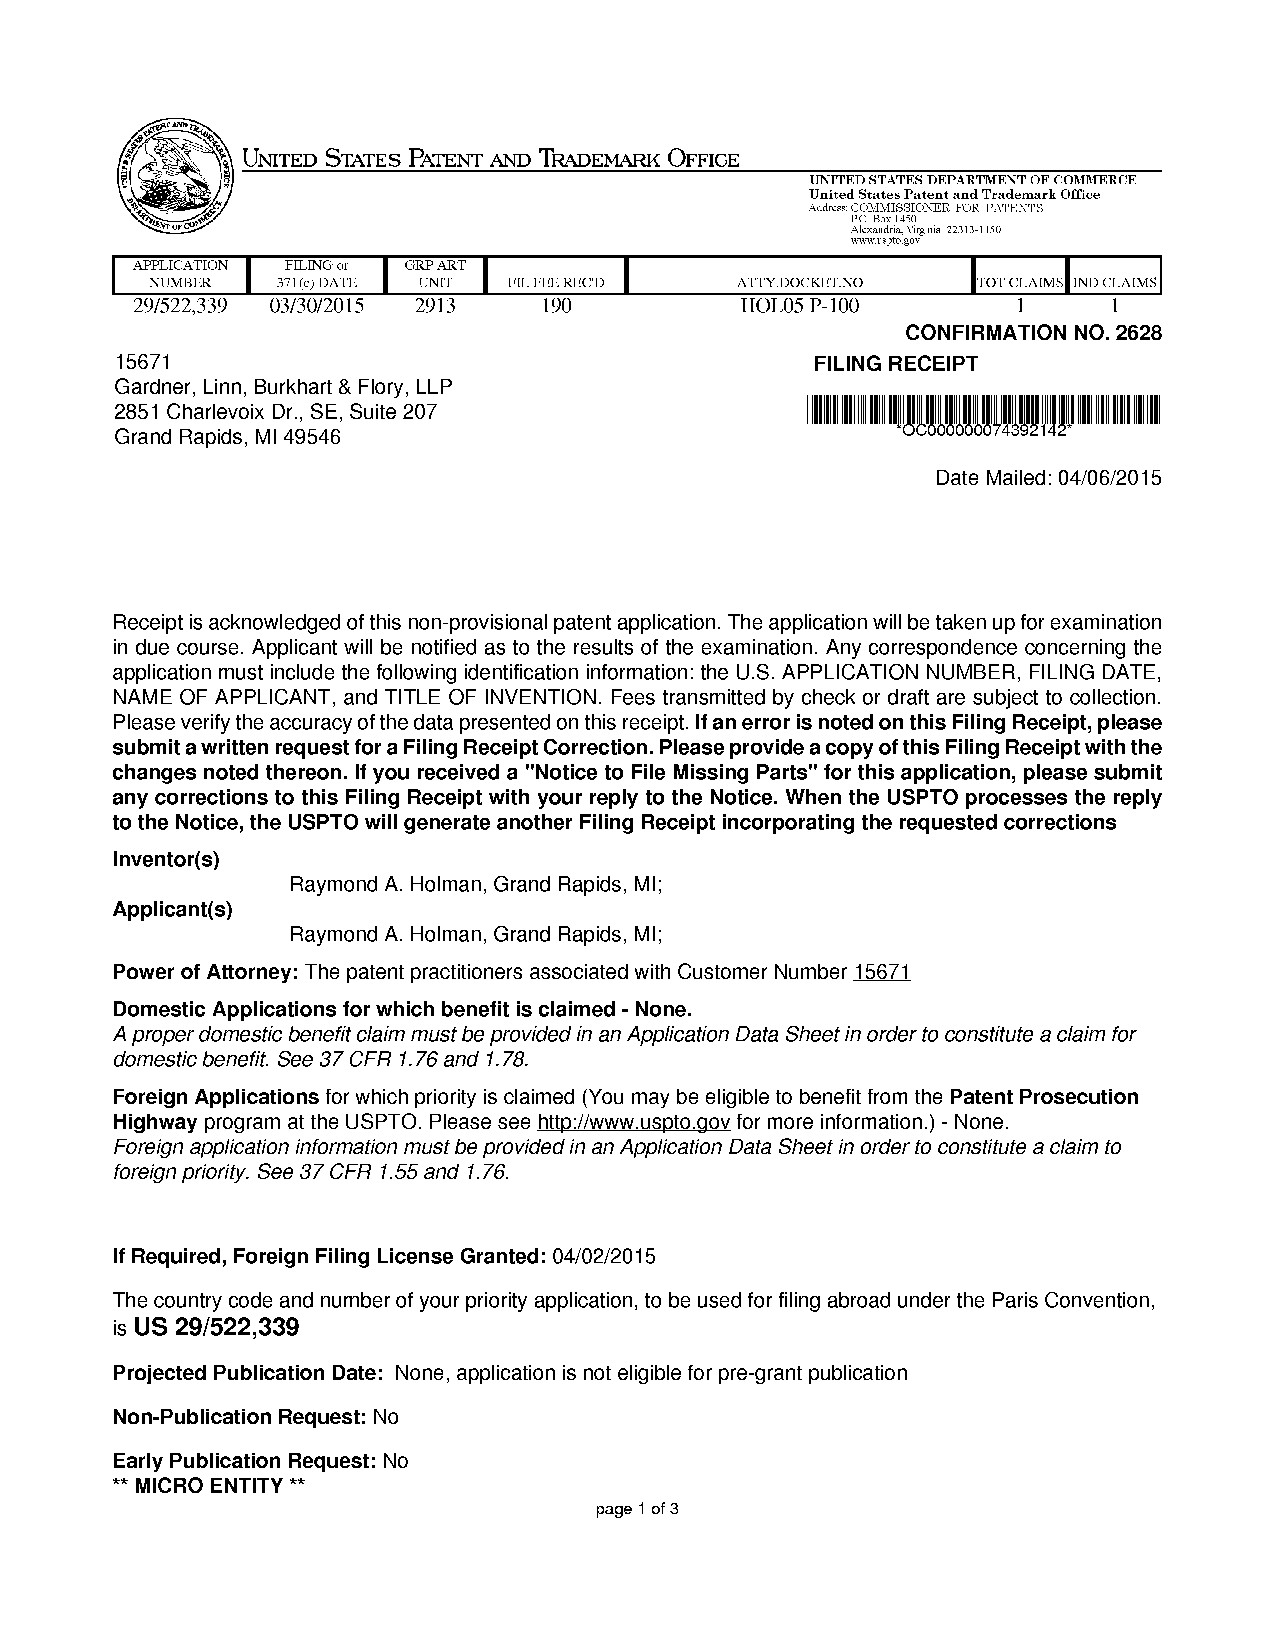 UNITED STATES PATENT AND TRADEMARK OFFICE
UNITED STATES DEPARTMENT OF COMMERCE
United States Patent and Trademark Office
Address: COMMISSIONER FOR PATENTS
P.O. Box 1450
Alexandria, Virginia 22313-1450
www.uspto.gov
APPLICATION NUMBER FILING or 371(c) DATE GRP ART UNIT FIL FEE REC'D ATTY.DOCKET.NO TOT CLAIMS IND CLAIMS
29/522,339 03/30/2015 2913 190 HOL05 P-100 1 1
CONFIRMATION NO. 2628
15671
Gardner, Linn, Burkhart & Flory, LLP
2851 Charlevoix Dr., SE, Suite 207
Grand Rapids, MI 49546
FILING RECEIPT
*OC000000074392142*
Date Mailed: 04/06/2015
Receipt is acknowledged of this non-provisional patent application. The application will be taken up for examination
in due course. Applicant will be notified as to the results of the examination. Any correspondence concerning the
application must include the following identification information: the U.S. APPLICATION NUMBER, FILING DATE,
NAME OF APPLICANT, and TITLE OF INVENTION. Fees transmitted by check or draft are subject to collection.
Please verify the accuracy of the data presented on this receipt. If an error is noted on this Filing Receipt, please
submit a written request for a Filing Receipt Correction. Please provide a copy of this Filing Receipt with the
changes noted thereon. If you received a "Notice to File Missing Parts" for this application, please submit
any corrections to this Filing Receipt with your reply to the Notice. When the USPTO processes the reply
to the Notice, the USPTO will generate another Filing Receipt incorporating the requested corrections
Inventor(s)
Raymond A. Holman, Grand Rapids, MI;
Applicant(s)
Raymond A. Holman, Grand Rapids, MI;
Power of Attorney: The patent practitioners associated with Customer Number 15671
Domestic Applications for which benefit is claimed - None.
A proper domestic benefit claim must be provided in an Application Data Sheet in order to constitute a claim for
domestic benefit. See 37 CFR 1.76 and 1.78.
Foreign Applications for which priority is claimed (You may be eligible to benefit from the Patent Prosecution
Highway program at the USPTO. Please see http://www.uspto.gov for more information.) - None.
Foreign application information must be provided in an Application Data Sheet in order to constitute a claim to
foreign priority. See 37 CFR 1.55 and 1.76.
If Required, Foreign Filing License Granted: 04/02/2015
The country code and number of your priority application, to be used for filing abroad under the Paris Convention,
is US 29/522,339
Projected Publication Date: None, application is not eligible for pre-grant publication
Non-Publication Request: No
Early Publication Request: No
** MICRO ENTITY **
page 1 of 3